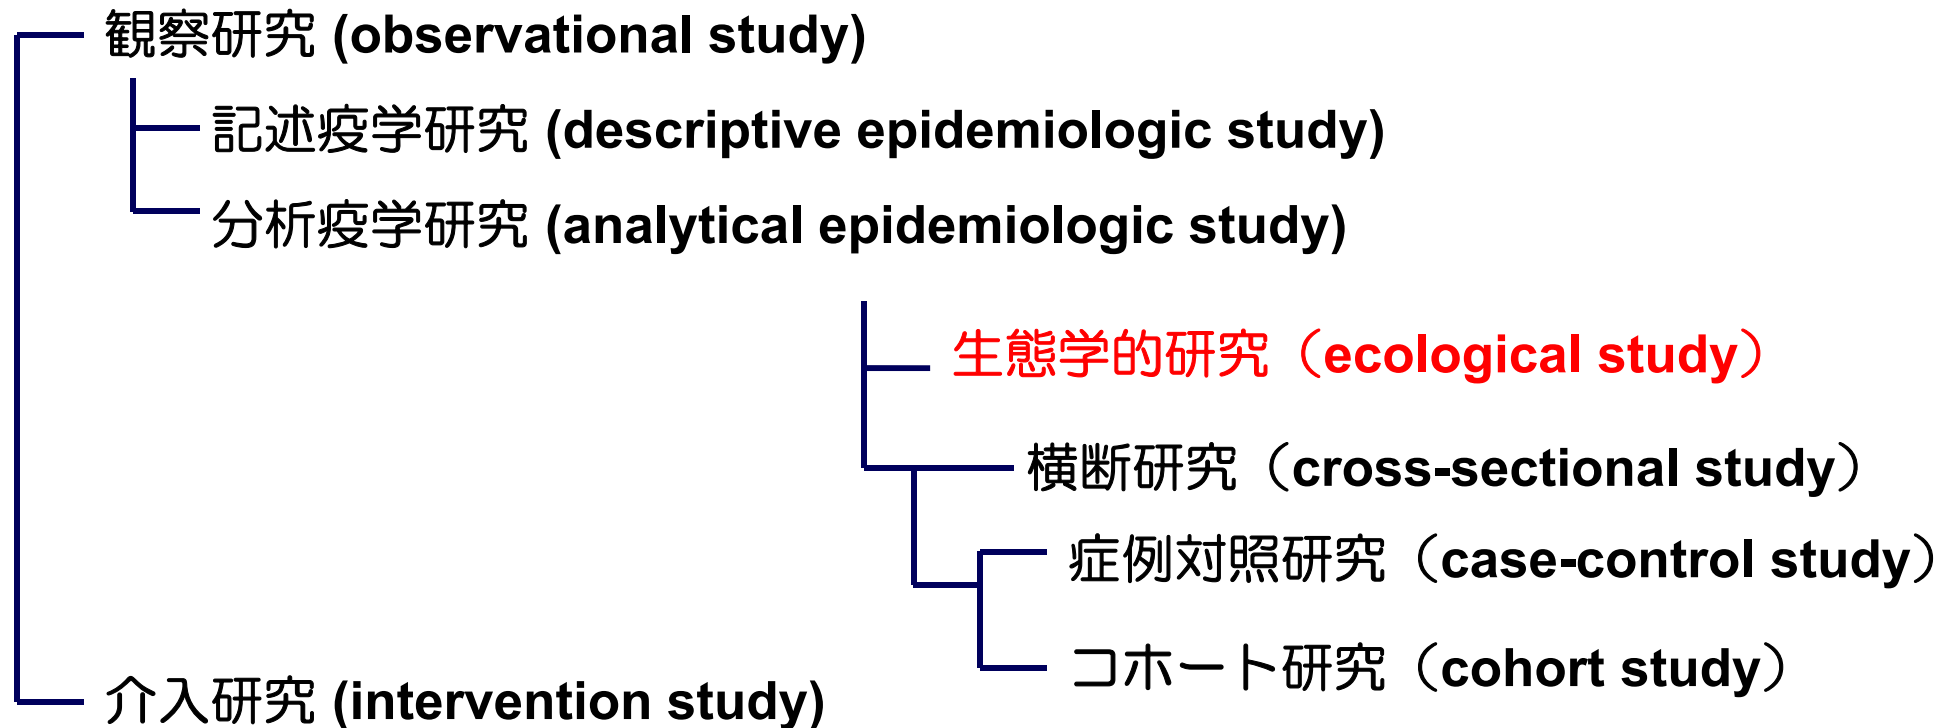 観察研究 (observational study)
記述疫学研究 (descriptive epidemiologic study)
分析疫学研究 (analytical epidemiologic study)
生態学的研究（ecological study）
横断研究（cross-sectional study）
症例対照研究（case-control study）
コホート研究（cohort study）
介入研究 (intervention study)